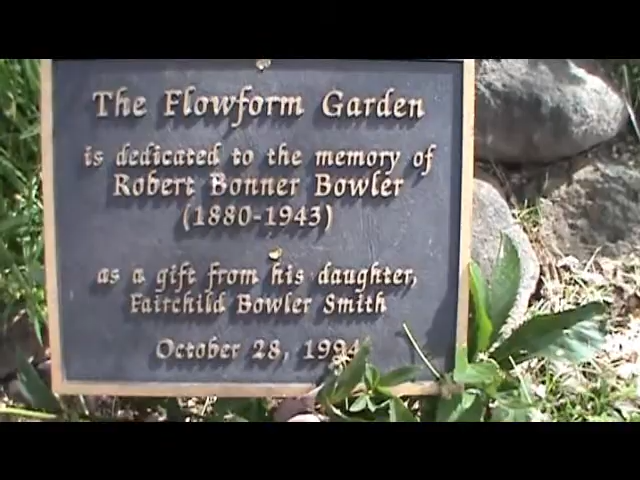 The Flowform Garden
is dedicated to the memory of
Robert Bonner Bowler
(1880-1943)
as a gift from his daughter,
Fairchild Bowler Smith
October 28, 1994